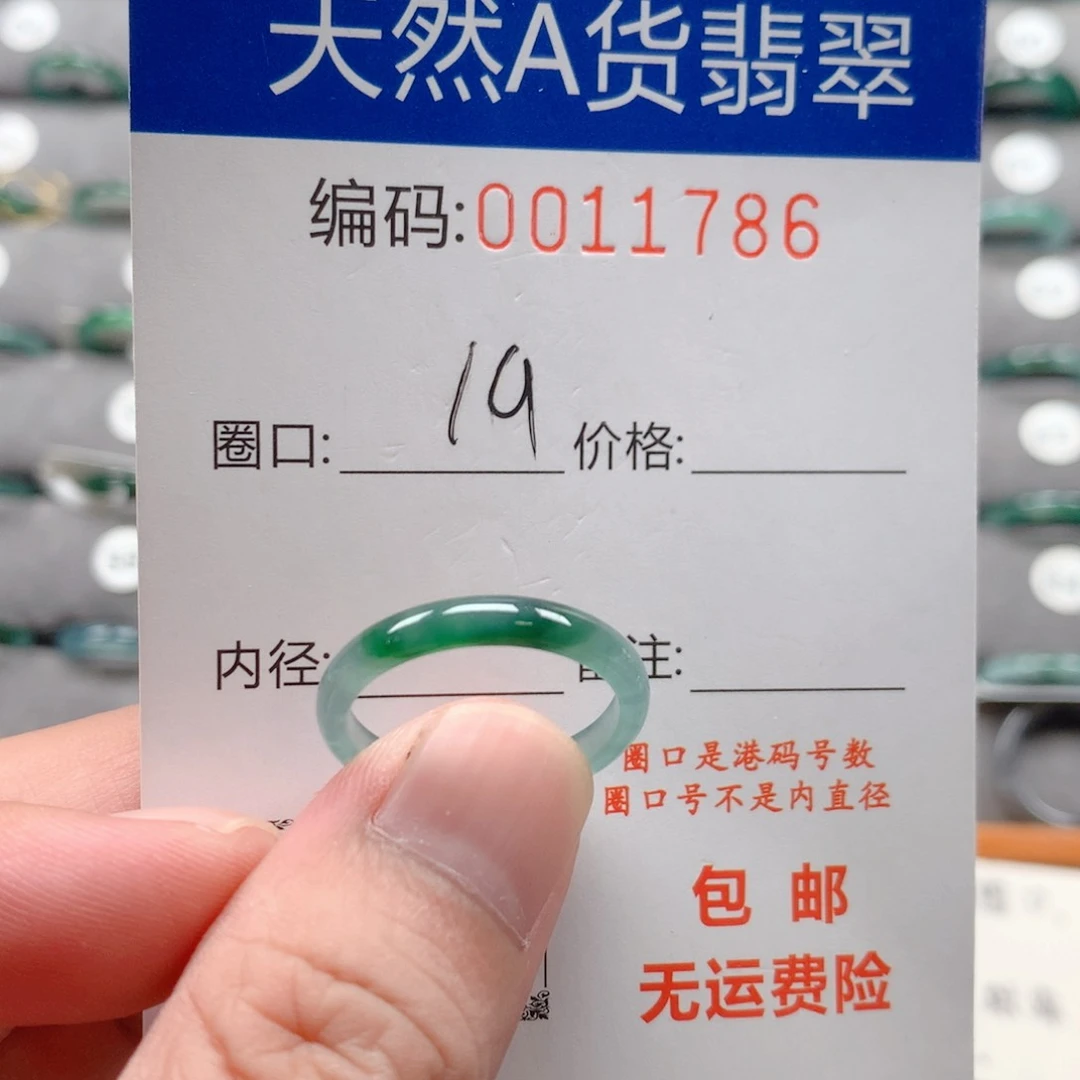 天然A货翡翠
编码:0011786
圈口: 19 价格:
内径: 备注:
圈口是港码号数
圈口号不是内直径
包邮
无运费险